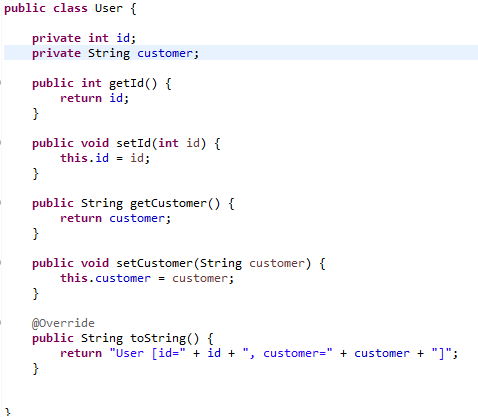 public class User {
private int id;
private String customer;
public int getId() {
return id;
}
public void setId(int id) {
this.id = id;
}
public String getCustomer() {
return customer;
}
public void setCustomer(String customer) {
this.customer = customer;
}
@Override
public String toString() {
return "User [id=" + id + ", customer=" + customer + "]";
}
}